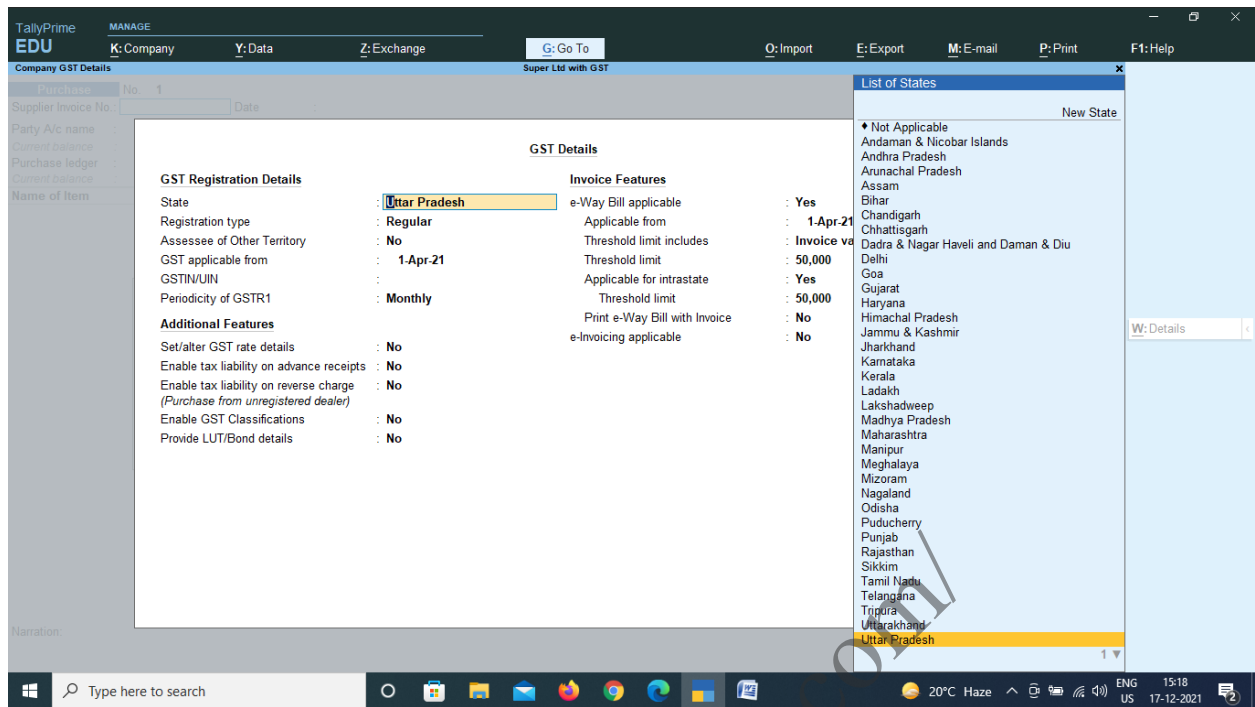 TallyPrime
EDU
MANAGE
K: Company Y: Data Z: Exchange G: Go To O: Import E: Export M: E-mail P: Print F1: Help
Company GST Details Super Ltd with GST
Purchase No. 1
Supplier Invoice No.: Date :
Party A/c name :
Current balance :
Purchase ledger :
Current balance :
Name of Item
GST Details
GST Registration Details
State : Uttar Pradesh
Registration type : Regular
Assessee of Other Territory : No
GST applicable from : 1-Apr-21
GSTIN/UIN :
Periodicity of GSTR1 : Monthly
Additional Features
Set/alter GST rate details : No
Enable tax liability on advance receipts : No
Enable tax liability on reverse charge : No
(Purchase from unregistered dealer)
Enable GST Classifications : No
Provide LUT/Bond details : No
Invoice Features
e-Way Bill applicable : Yes
Applicable from : 1-Apr-21
Threshold limit includes : Invoice va
Threshold limit : 50,000
Applicable for intrastate : Yes
Threshold limit : 50,000
Print e-Way Bill with Invoice : No
e-Invoicing applicable : No
List of States
New State
♦ Not Applicable
Andaman & Nicobar Islands
Andhra Pradesh
Arunachal Pradesh
Assam
Bihar
Chandigarh
Chhattisgarh
Dadra & Nagar Haveli and Daman & Diu
Delhi
Goa
Gujarat
Haryana
Himachal Pradesh
Jammu & Kashmir
Jharkhand
Karnataka
Kerala
Ladakh
Lakshadweep
Madhya Pradesh
Maharashtra
Manipur
Meghalaya
Mizoram
Nagaland
Odisha
Puducherry
Punjab
Rajasthan
Sikkim
Tamil Nadu
Telangana
Tripura
Uttarakhand
Uttar Pradesh
1 ▼
W: Details
Narration:
om/
Type here to search
20°C Haze
ENG
US
15:18
17-12-2021
2